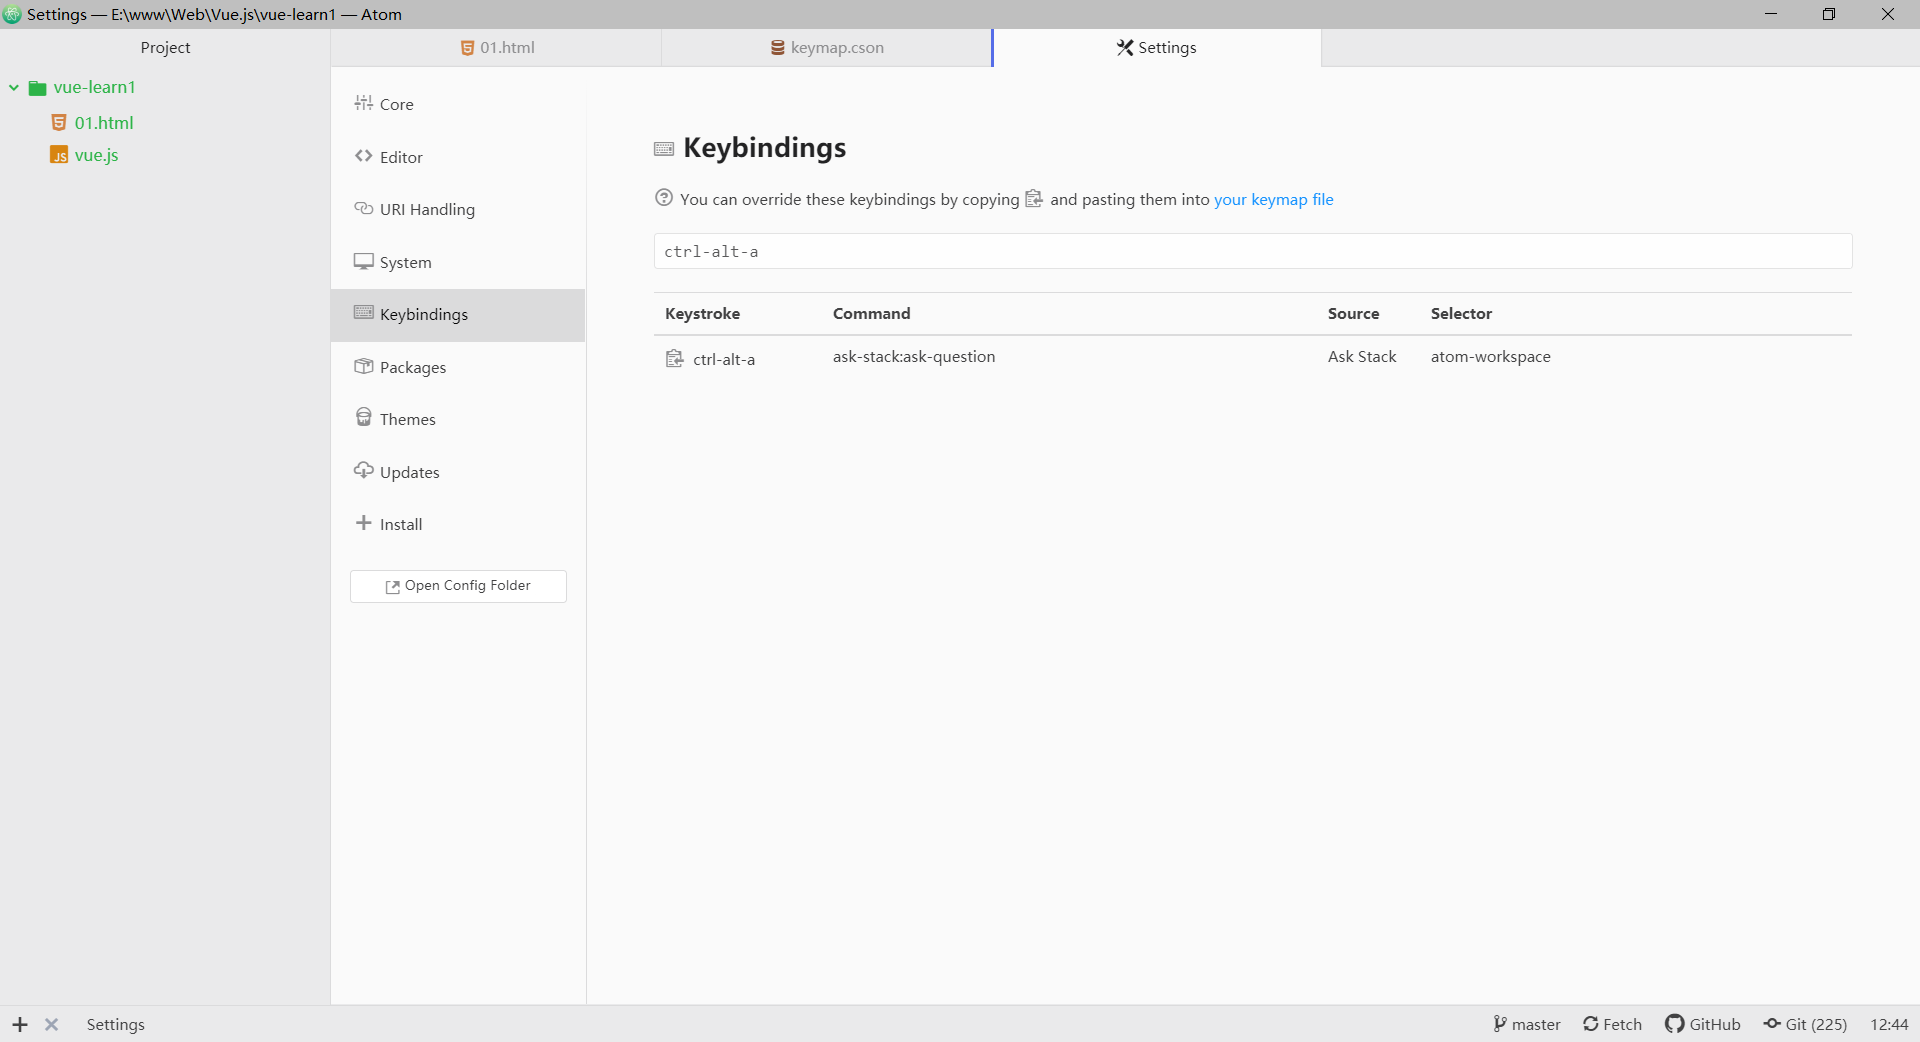 Settings — E:\www\Web\Vue.js\vue-learn1 — Atom
Project
01.html
keymap.cson
Settings
vue-learn1
01.html
JS vue.js
Core
Editor
URI Handling
System
Keybindings
Packages
Themes
Updates
Install
Open Config Folder
Keybindings
You can override these keybindings by copying and pasting them into your keymap file
ctrl-alt-a
Keystroke Command Source Selector
ctrl-alt-a ask-stack:ask-question Ask Stack atom-workspace
Settings
master Fetch GitHub Git (225) 12:44